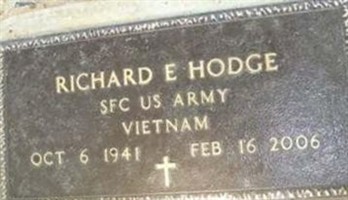 RICHARD E HODGE
SFC US ARMY
VIETNAM
OCT 6 1941 FEB 16 2006